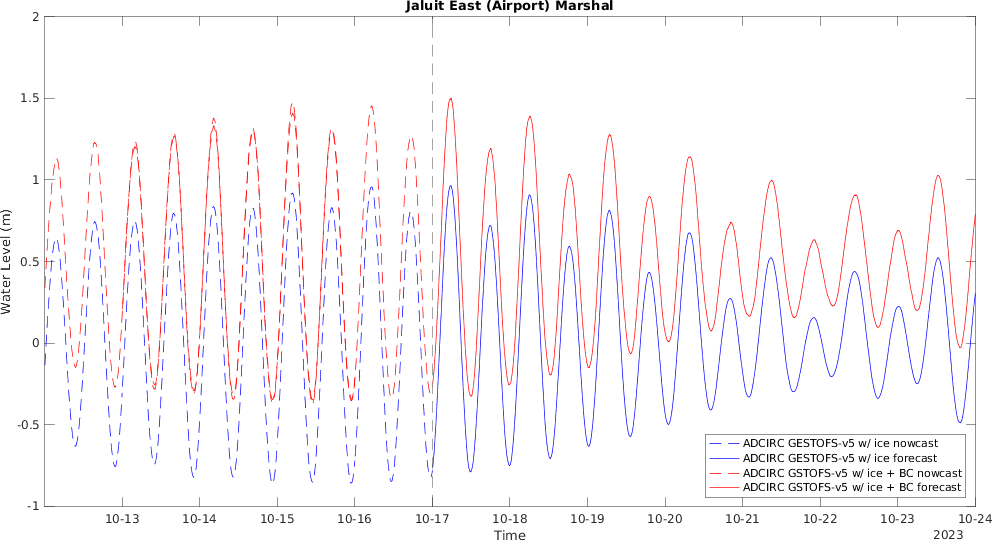 Jaluit East (Airport) Marshal
Water Level (m)
2
1.5
1
0.5
0
-0.5
-1
ADCIRC GESTOFS-v5 w/ ice nowcast
ADCIRC GESTOFS-v5 w/ ice forecast
ADCIRC GSTOFS-v5 w/ ice + BC nowcast
ADCIRC GSTOFS-v5 w/ ice + BC forecast
10-13 10-14 10-15 10-16 10-17 10-18 10-19 10-20 10-21 10-22 10-23 10-24
Time
2023